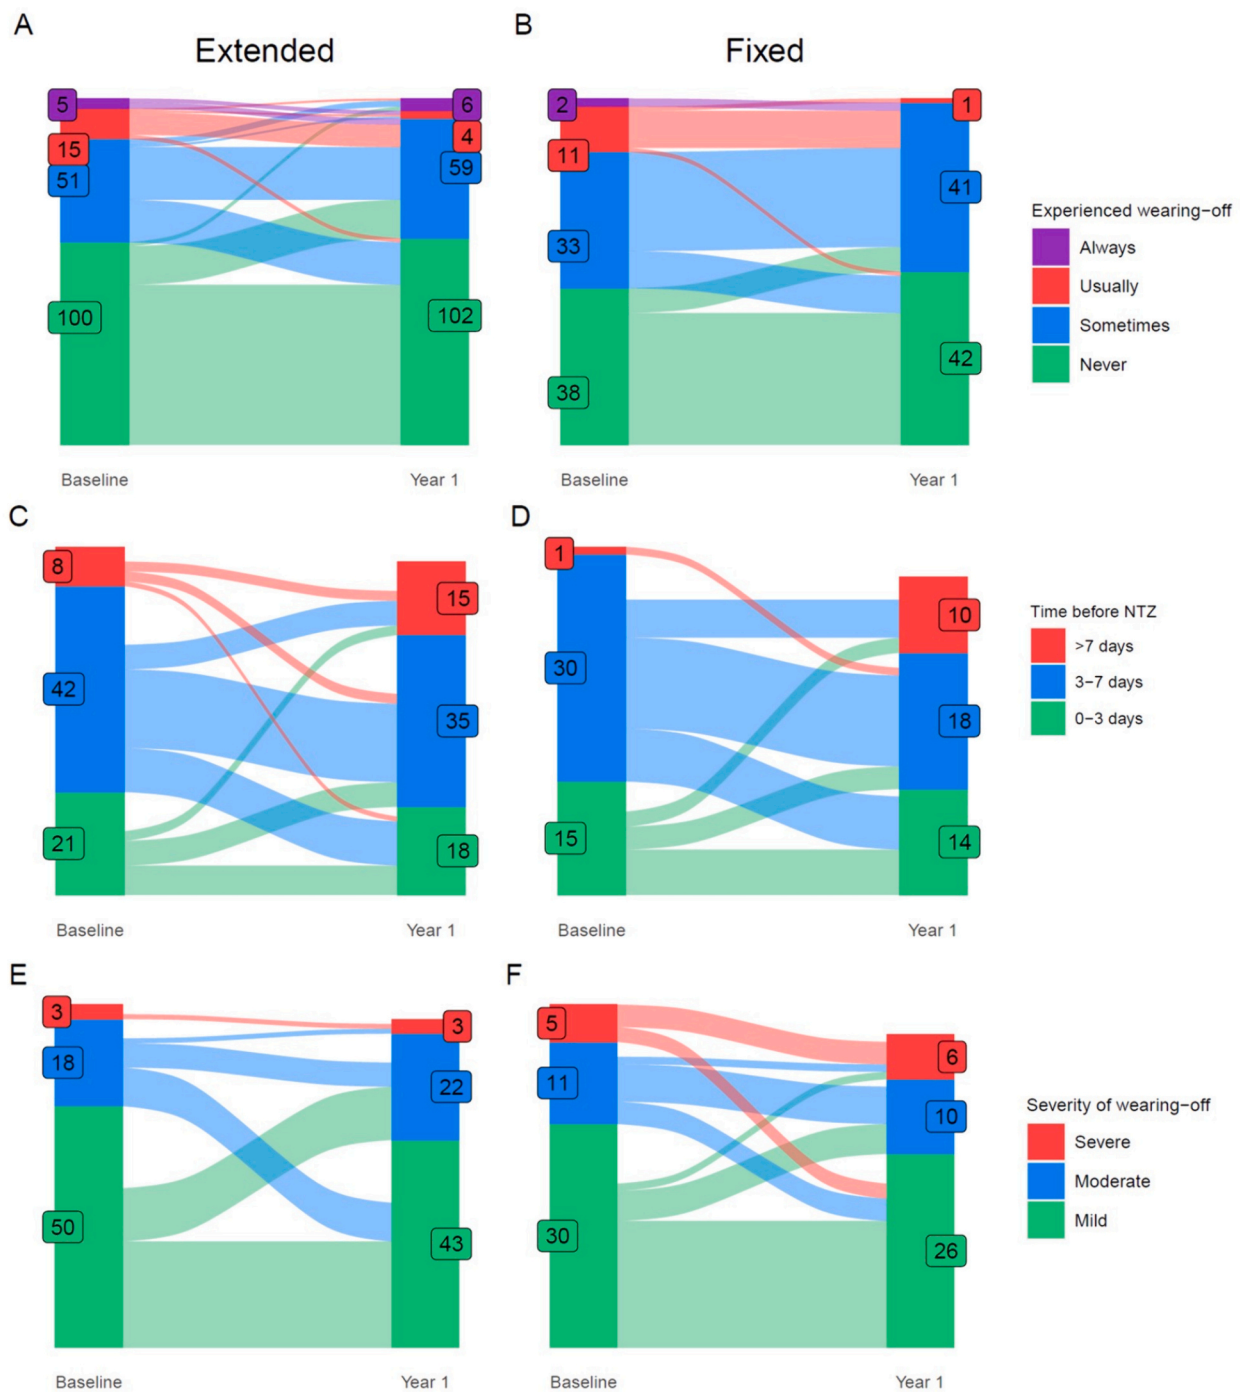 A
Extended
B
Fixed
5
15
51
100
6
4
59
102
Baseline
Year 1
2
11
33
38
1
41
42
Baseline
Year 1
Experienced wearing-off
Always
Usually
Sometimes
Never
C
8
42
21
15
35
18
Baseline
Year 1
D
1
30
15
10
18
14
Baseline
Year 1
Time before NTZ
>7 days
3-7 days
0-3 days
E
3
18
50
3
22
43
Baseline
Year 1
F
5
11
30
6
10
26
Baseline
Year 1
Severity of wearing-off
Severe
Moderate
Mild